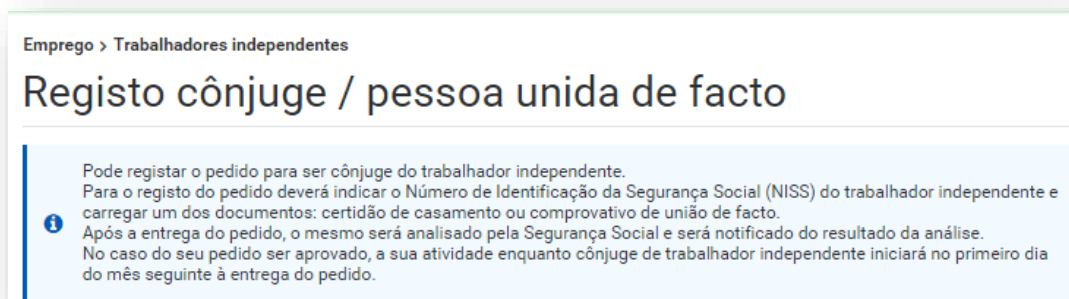 Emprego > Trabalhadores independentes
Registo cônjuge / pessoa unida de facto
Pode registar o pedido para ser cônjuge do trabalhador independente.
Para o registo do pedido deverá indicar o Número de Identificação da Segurança Social (NISS) do trabalhador independente e
carregar um dos documentos: certidão de casamento ou comprovativo de união de facto.
Após a entrega do pedido, o mesmo será analisado pela Segurança Social e será notificado do resultado da análise.
No caso do seu pedido ser aprovado, a sua atividade enquanto cônjuge de trabalhador independente iniciará no primeiro dia
do mês seguinte à entrega do pedido.